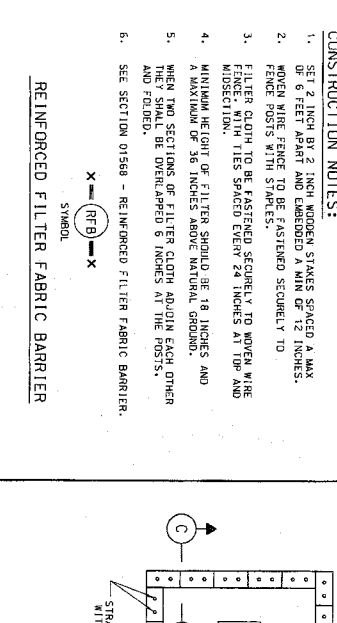 CONSTRUCTION NOTES:
1. SET 2 INCH BY 2 INCH WOODEN STAKES SPACED A MAX
OF 6 FEET APART AND EMBEDDED A MIN OF 12 INCHES.
2. WOVEN WIRE FENCE TO BE FASTENED SECURELY TO
FENCE POSTS WITH STAPLES.
3. FILTER CLOTH TO BE FASTENED SECURELY TO WOVEN WIRE
FENCE, WITH TIES SPACED EVERY 24 INCHES AT TOP AND
MIDSECTION.
4. MINIMUM HEIGHT OF FILTER SHOULD BE 18 INCHES AND
A MAXIMUM OF 36 INCHES ABOVE NATURAL GROUND.
5. WHEN TWO SECTIONS OF FILTER CLOTH ADJOIN EACH OTHER
THEY SHALL BE OVERLAPPED 6 INCHES AT THE POSTS,
AND FOLDED.
6. SEE SECTION 01568 - REINFORCED FILTER FABRIC BARRIER.
X RFB X
SYMBOL
REINFORCED FILTER FABRIC BARRIER
C